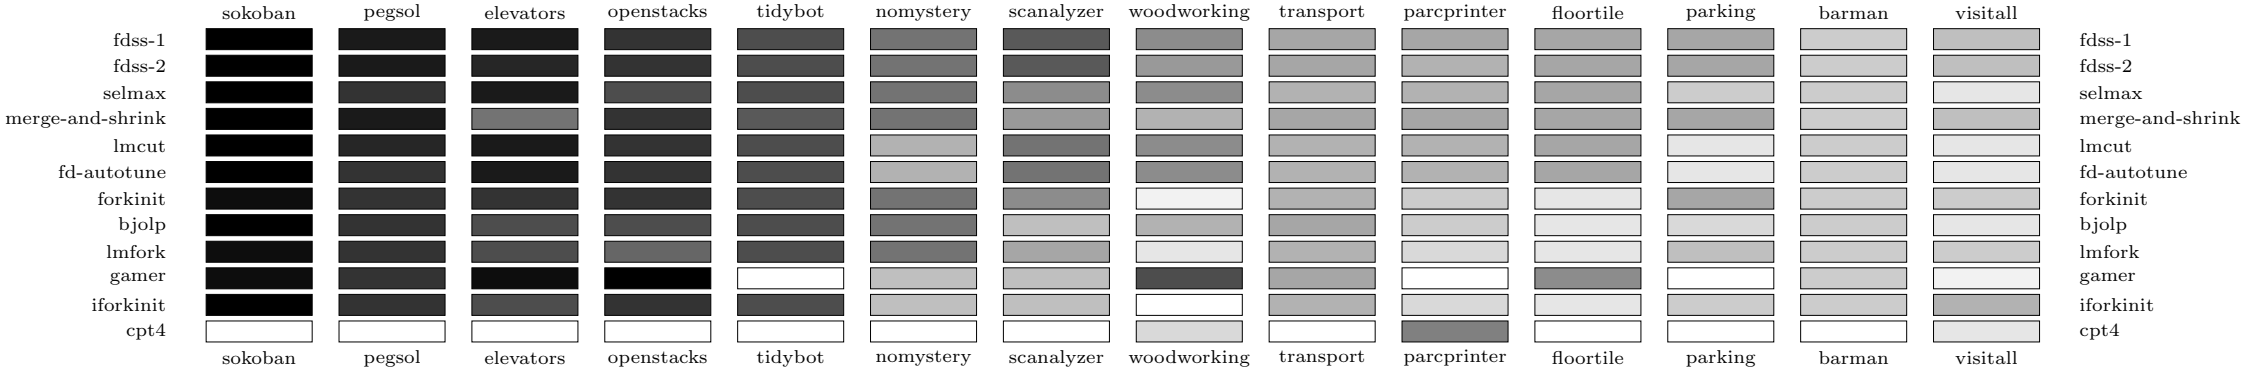 sokoban pegsol elevators openstacks tidybot nomystery scanalyzer woodworking transport parcprinter floortile parking barman visitall
fdss-1 fdss-1
fdss-2 fdss-2
selmax selmax
merge-and-shrink merge-and-shrink
lmcut lmcut
fd-autotune fd-autotune
forkinit forkinit
bjolp bjolp
lmfork lmfork
gamer gamer
iforkinit iforkinit
cpt4 cpt4
sokoban pegsol elevators openstacks tidybot nomystery scanalyzer woodworking transport parcprinter floortile parking barman visitall